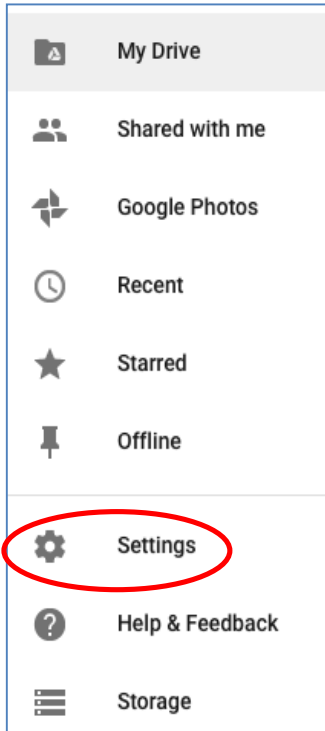 My Drive
Shared with me
Google Photos
Recent
Starred
Offline
Settings
Help & Feedback
Storage